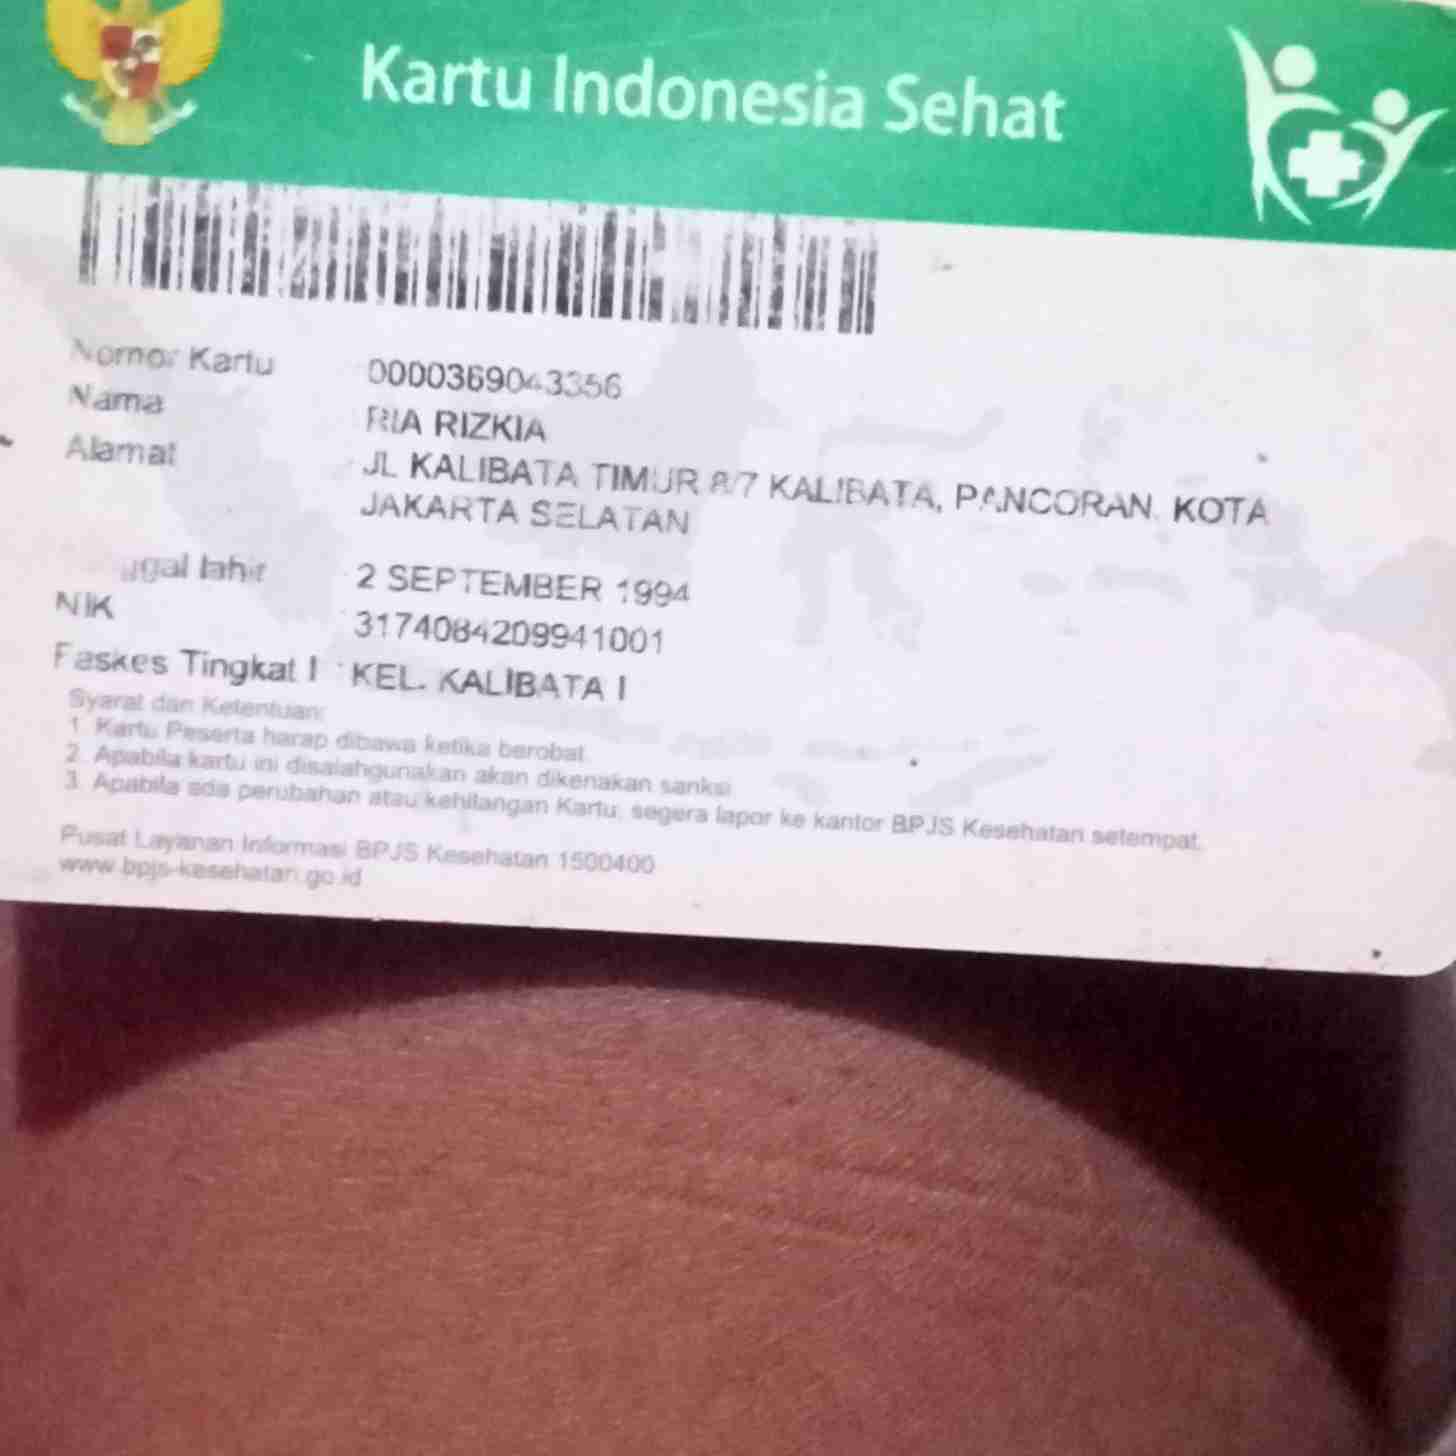 Kartu Indonesia Sehat
Nomor Kartu 0000369043356
Nama RIA RIZKIA
Alamat JL KALIBATA TIMUR 8/7 KALIBATA, PANCORAN, KOTA
JAKARTA SELATAN
lahir 2 SEPTEMBER 1994
NIK 3174084209941001
Faskes Tingkat I KEL. KALIBATA I
Syarat dan Ketentuan:
1. Kartu Peserta harap dibawa ketika berobat.
2. Apabila kartu ini disalahgunakan akan dikenakan sanksi
3. Apabila ada perubahan atau kehilangan Kartu, segera lapor ke kantor BPJS Kesehatan setempat.
Pusat Layanan Informasi BPJS Kesehatan 1500400
www.bpjs-kesehatan.go.id